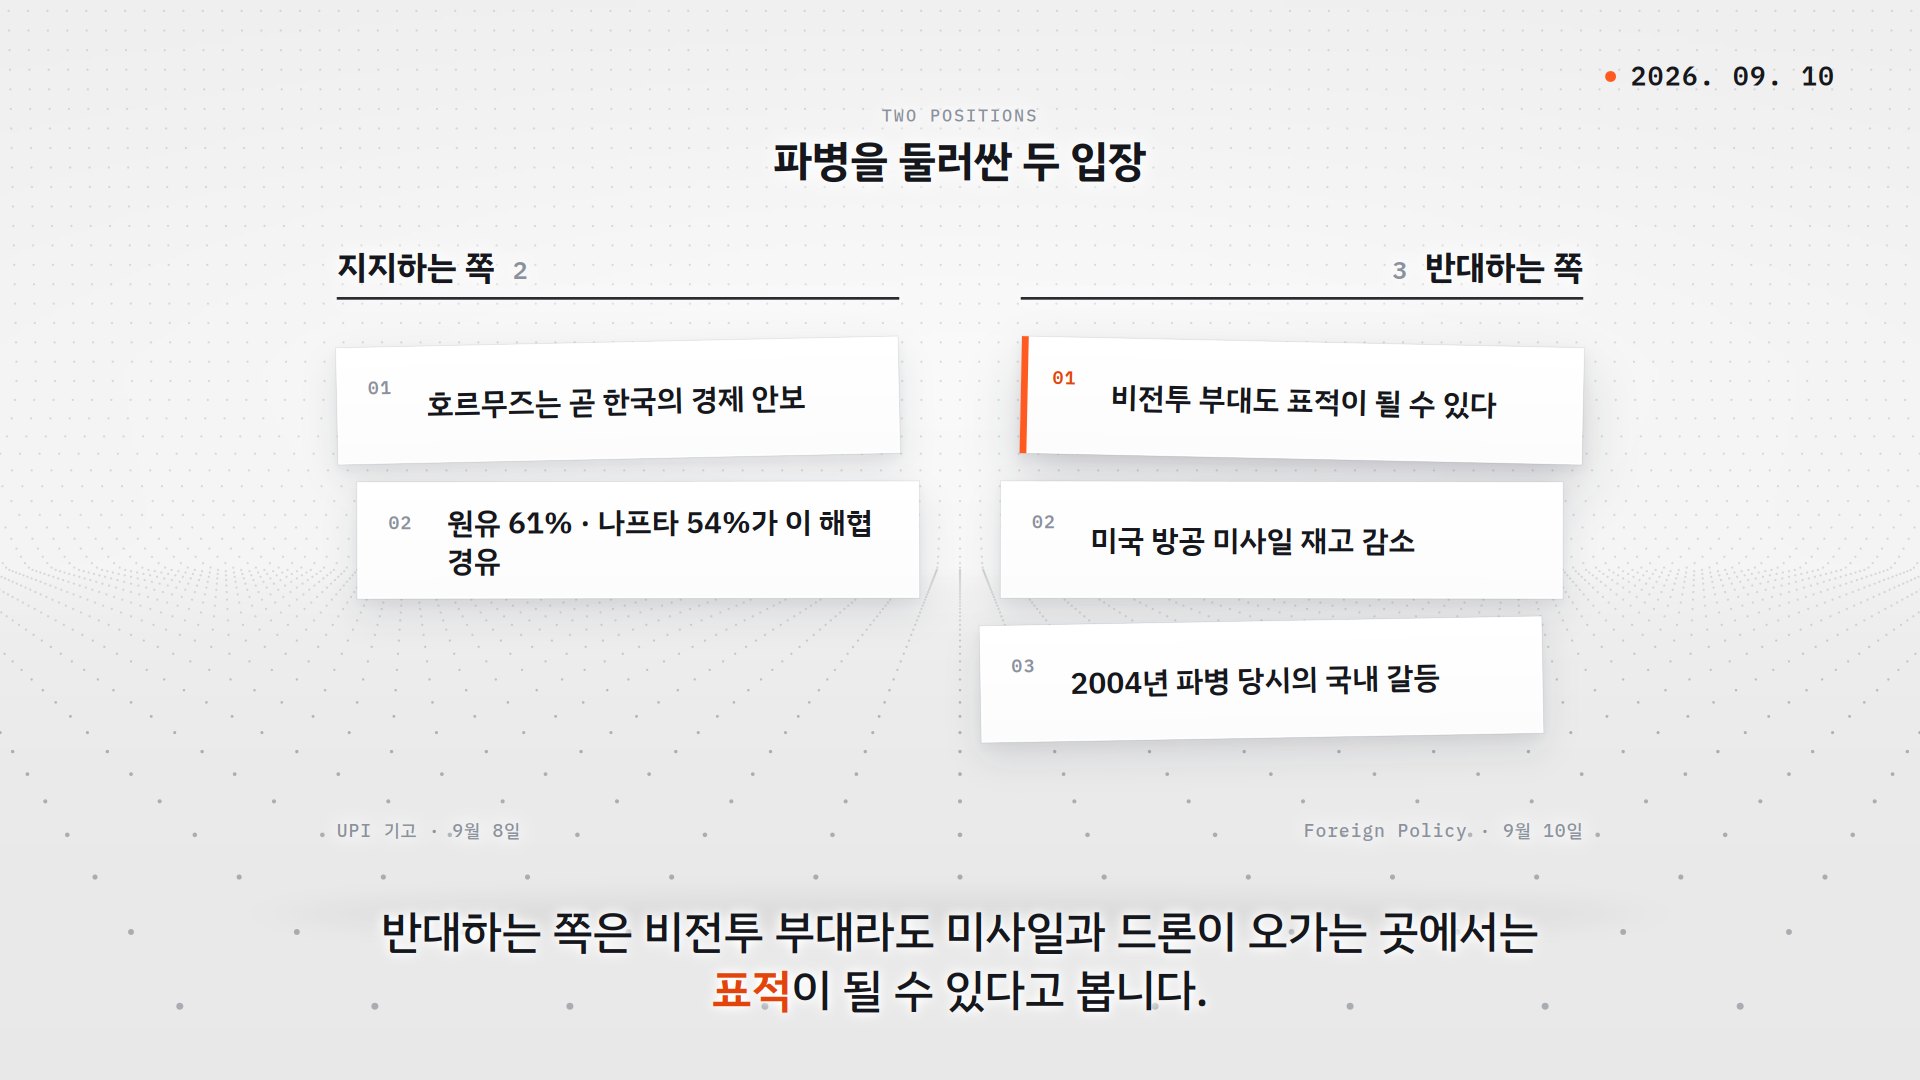 2026. 09. 10
TWO POSITIONS
파병을 둘러싼 두 입장
지지하는 쪽 2
01 호르무즈는 곧 한국의 경제 안보
02 원유 61% · 나프타 54%가 이 해협
경유
UPI 기고 · 9월 8일
3 반대하는 쪽
01 비전투 부대도 표적이 될 수 있다
02 미국 방공 미사일 재고 감소
03 2004년 파병 당시의 국내 갈등
Foreign Policy · 9월 10일
반대하는 쪽은 비전투 부대라도 미사일과 드론이 오가는 곳에서는
표적이 될 수 있다고 봅니다.